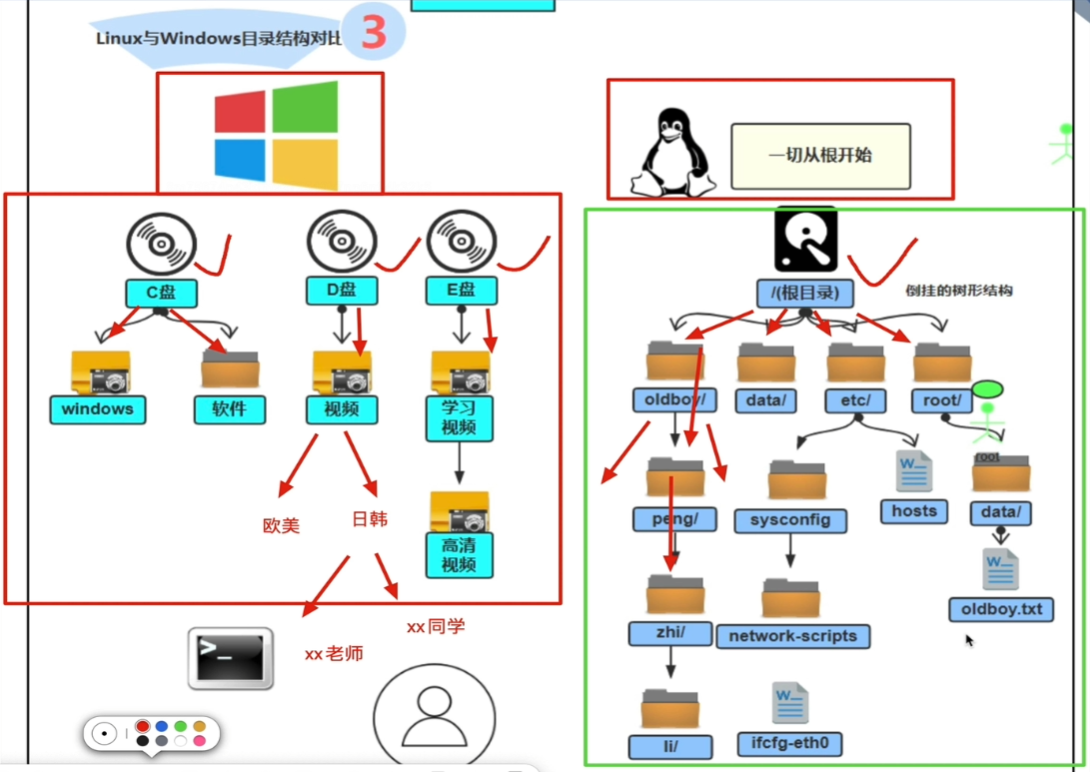 Linux与Windows目录结构对比
3
一切从根开始
C盘
D盘
E盘
/(根目录)
倒挂的树形结构
windows
软件
视频
学习
视频
oldboy/
data/
etc/
root/
root
欧美
日韩
高清
视频
peng/
sysconfig
hosts
data/
oldboy.txt
xx老师
xx同学
zhi/
network-scripts
li/
ifcfg-eth0
>_
W
W
W